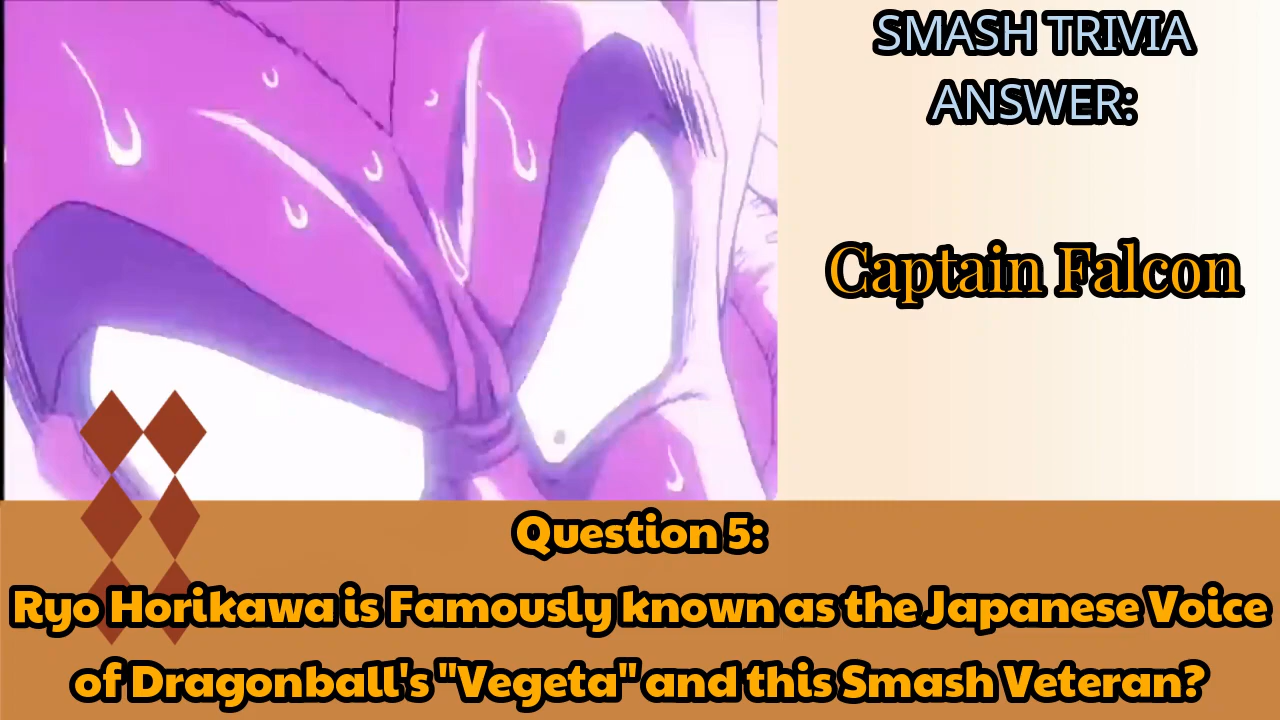 SMASH TRIVIA
ANSWER:
Captain Falcon
Question 5:
Ryo Horikawa is Famously known as the Japanese Voice
of Dragonball's "Vegeta" and this Smash Veteran?